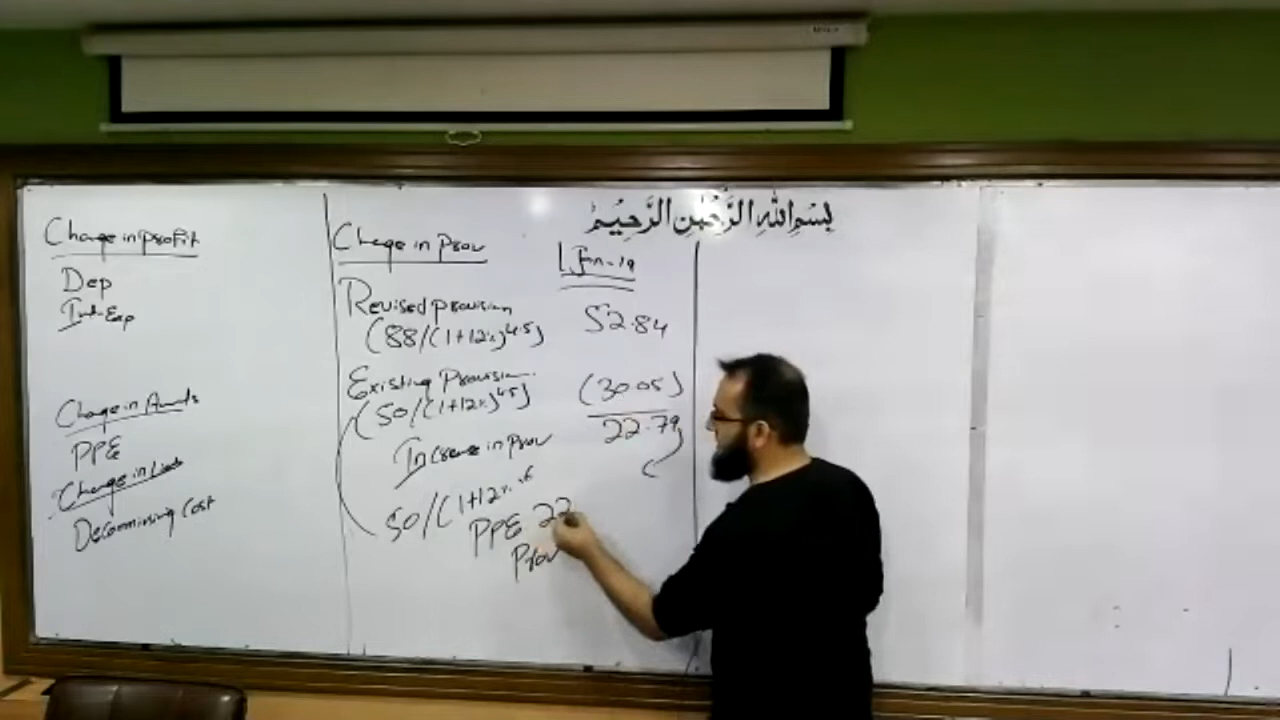 بسم الله الرحمن الرحيم
Change in Profit
Dep
Int-Exp
Change in Assets
PPE
Change in Liab
Decommissing Cost
Change in Prov
1 Jan-19
Revised provision
52.84
(88/(1+12%)4.5)
Existing Provision
(30.05)
(50/(1+12%)4.5)
22.79
Increase in Prov
50/(1+12%
PPE 22
Prov